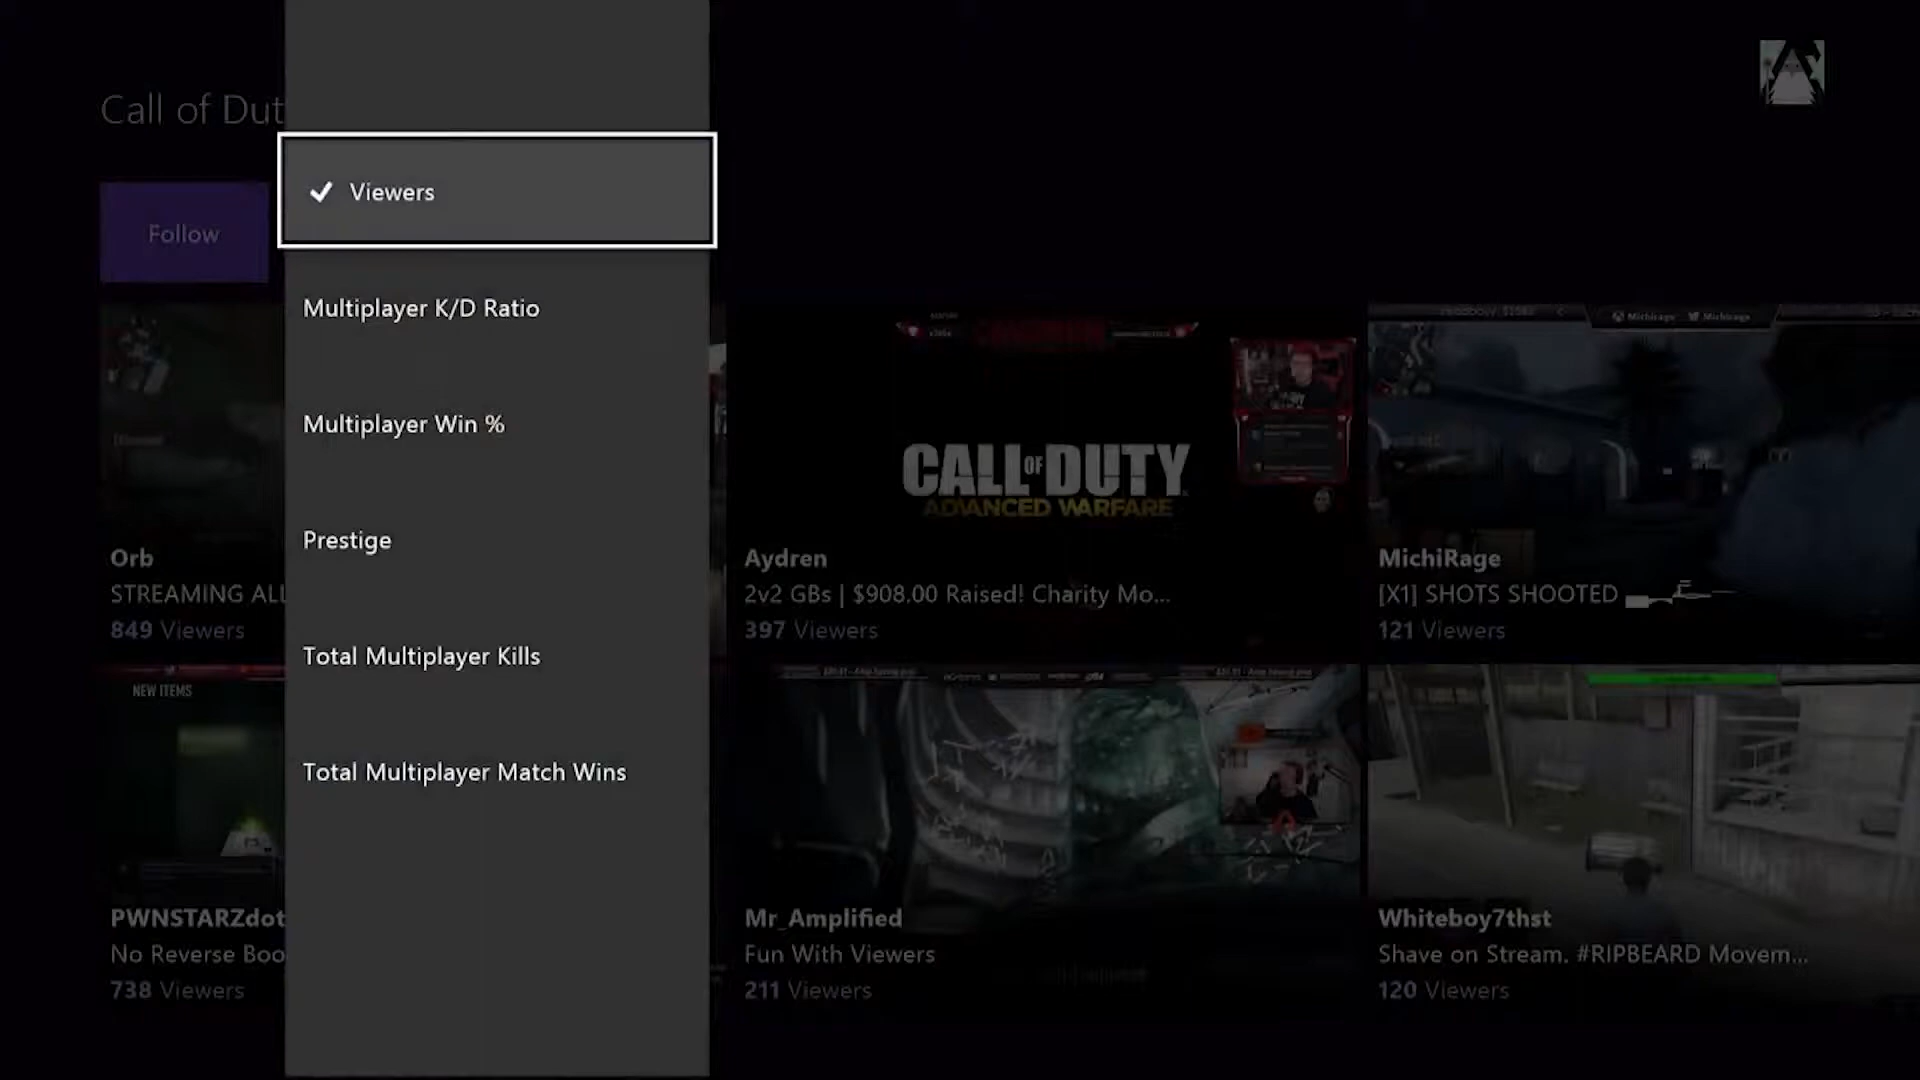 Call of Dut
Follow
Viewers
Multiplayer K/D Ratio
Multiplayer Win %
Prestige
Total Multiplayer Kills
Total Multiplayer Match Wins
Orb
STREAMING ALL
849 Viewers
CALL OF DUTY
ADVANCED WARFARE
Aydren
2v2 GBs | $908.00 Raised! Charity Mo...
397 Viewers
Michirage Michirage
MichiRage
[X1] SHOTS SHOOTED
121 Viewers
NEW ITEMS
PWNSTARZdot
No Reverse Boo
738 Viewers
Mr_Amplified
Fun With Viewers
211 Viewers
Whiteboy7thst
Shave on Stream. #RIPBEARD Movem...
120 Viewers